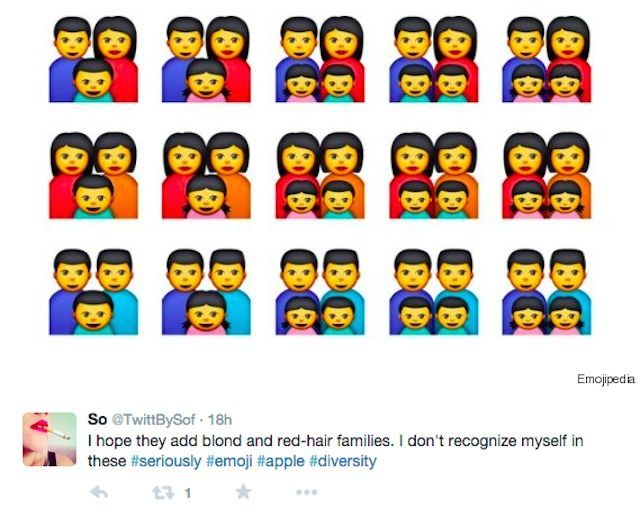 Emojipedia
So @TwittBySof · 18h
I hope they add blond and red-hair families. I don't recognize myself in
these #seriously #emoji #apple #diversity
1